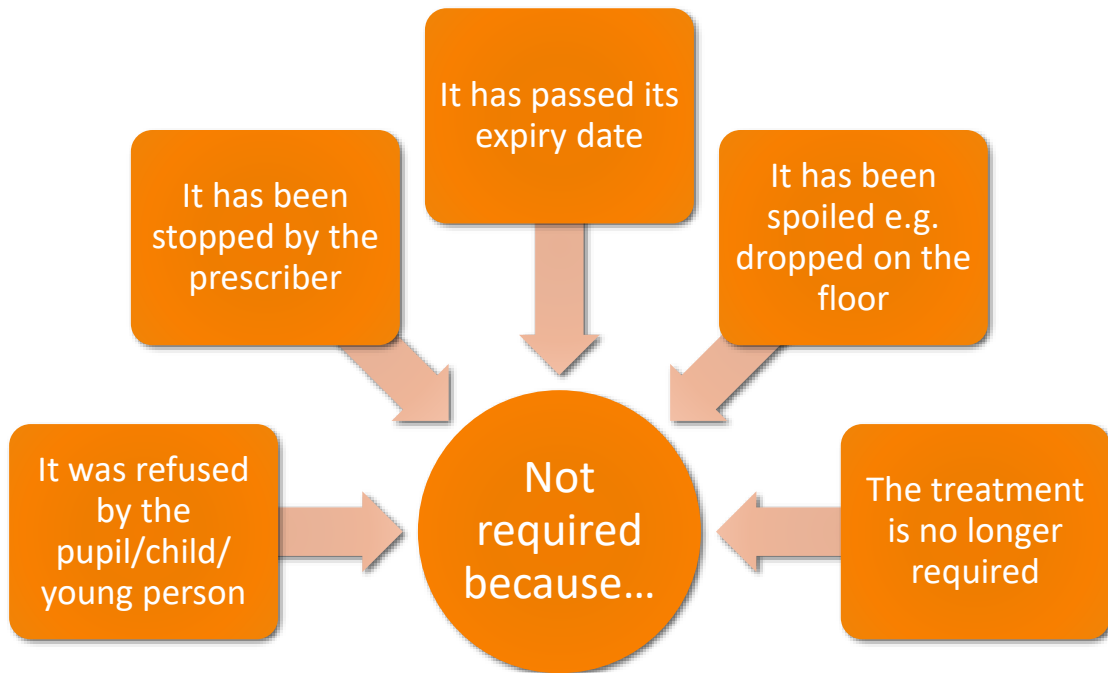 It was refused
by the
pupil/child/
young person
It has been
stopped by the
prescriber
It has passed its
expiry date
It has been
spoiled e.g.
dropped on the
floor
The treatment
is no longer
required
Not
required
because…